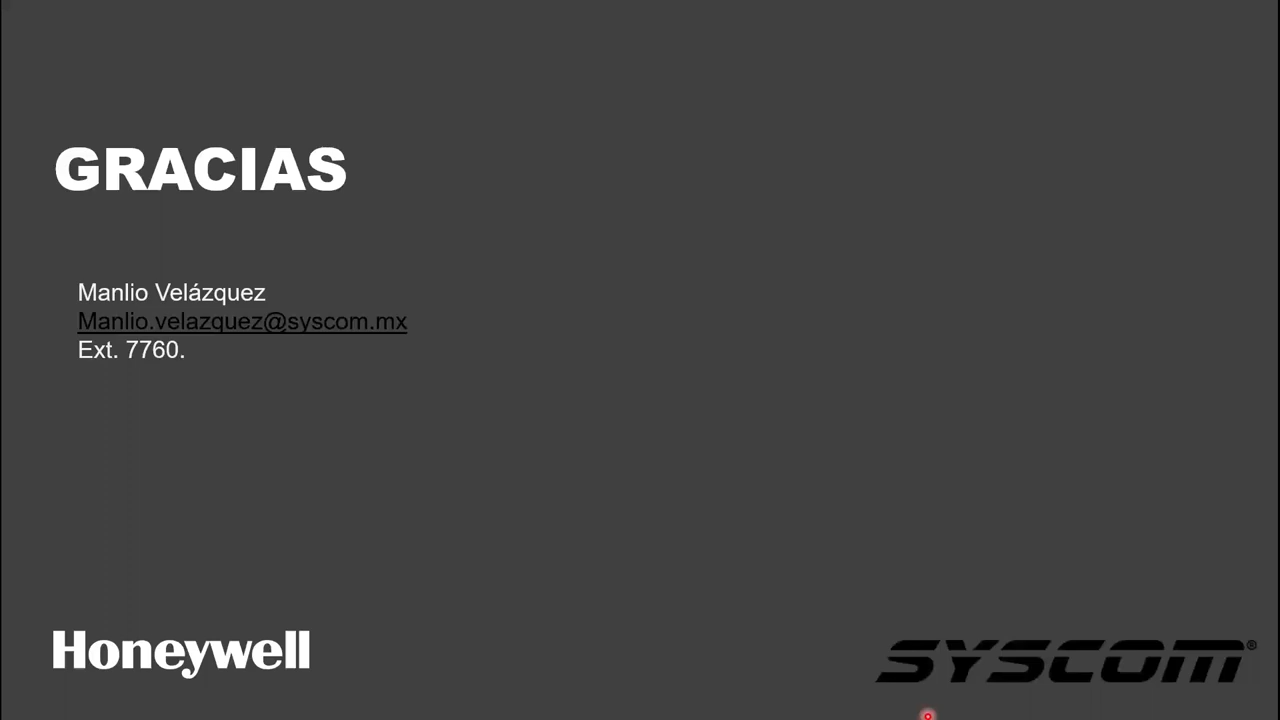 GRACIAS
Manlio Velázquez
Manlio.velazquez@syscom.mx
Ext. 7760.
Honeywell
SYSCOM®